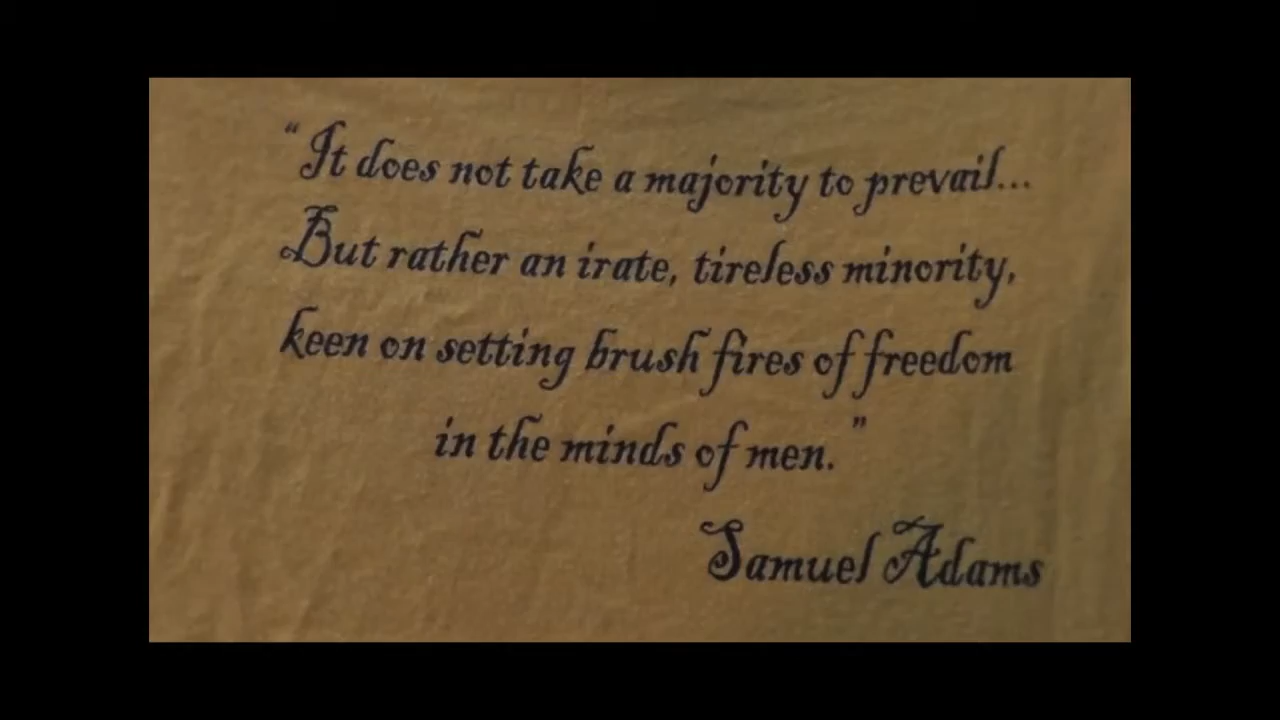 “It does not take a majority to prevail...
But rather an irate, tireless minority,
keen on setting brush fires of freedom
in the minds of men.”
Samuel Adams